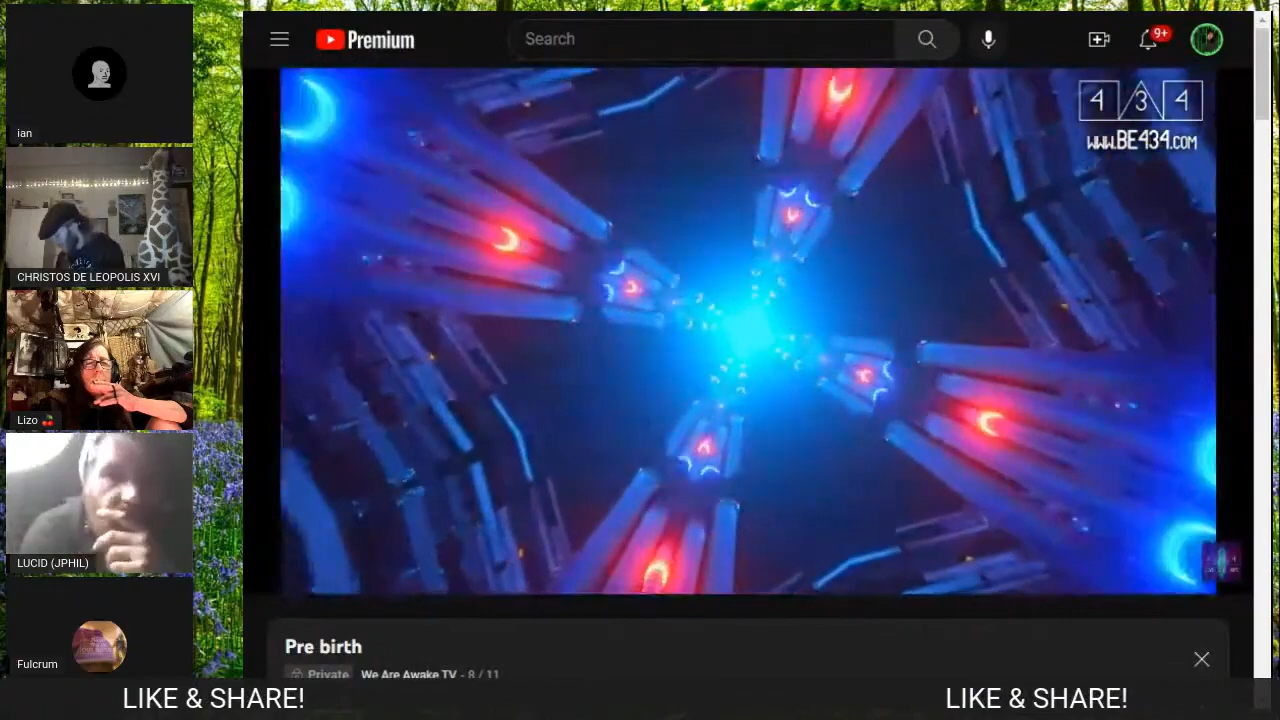 ian
CHRISTOS DE LEOPOLIS XVI
Lizo
LUCID (JPHIL)
Fulcrum
Premium
Search
9+
4 3 4
www.BE434.com
Pre birth
Private We Are Awake TV - 8 / 11
LIKE & SHARE!
LIKE & SHARE!